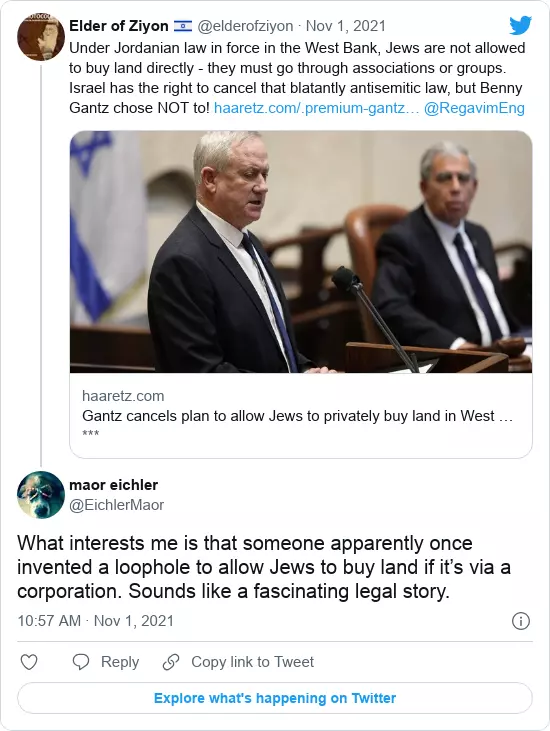 Elder of Ziyon 🇮🇱 @elderofziyon · Nov 1, 2021
Under Jordanian law in force in the West Bank, Jews are not allowed
to buy land directly - they must go through associations or groups.
Israel has the right to cancel that blatantly antisemitic law, but Benny
Gantz chose NOT to! haaretz.com/.premium-gantz… @RegavimEng
haaretz.com
Gantz cancels plan to allow Jews to privately buy land in West …
***
maor eichler
@EichlerMaor
What interests me is that someone apparently once
invented a loophole to allow Jews to buy land if it’s via a
corporation. Sounds like a fascinating legal story.
10:57 AM · Nov 1, 2021
Reply
Copy link to Tweet
Explore what's happening on Twitter